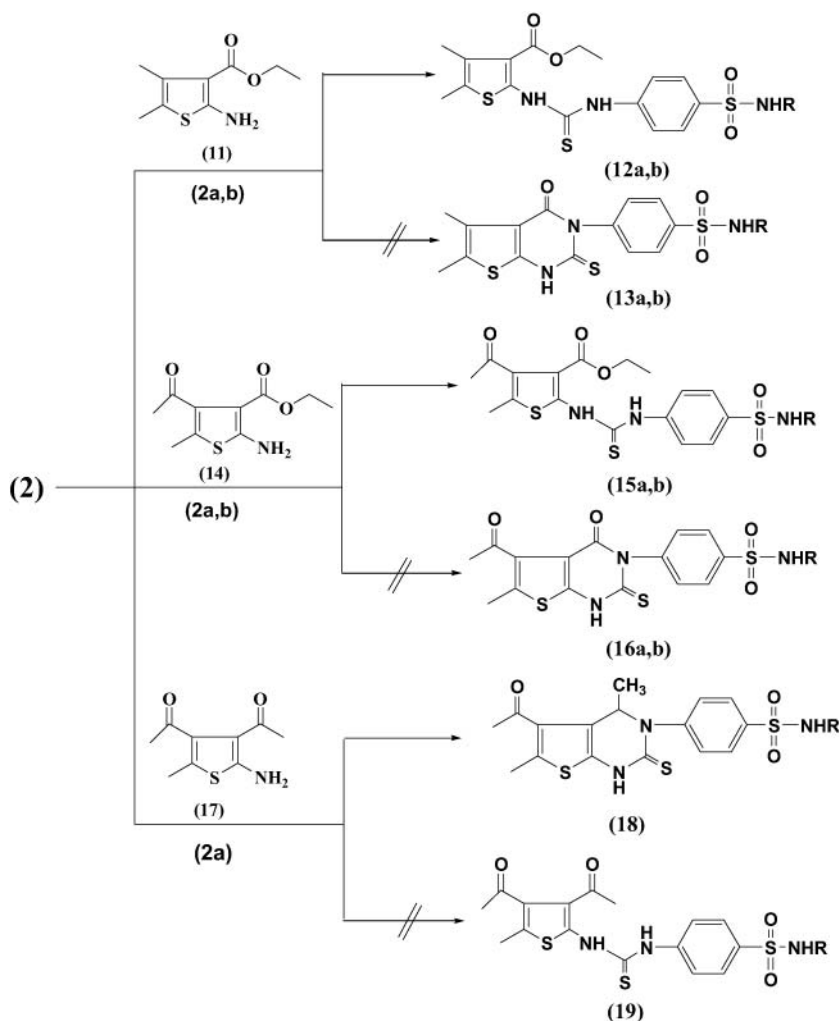 O
O
S
NH₂
(11)
(2a,b)
O
O
S
NH
NH
S
O
S
O
NHR
(12a,b)
O
N
S
N
H
S
O
S
O
NHR
(13a,b)
O
O
O
S
NH₂
(14)
(2a,b)
O
O
O
S
NH
H
N
S
O
S
O
NHR
(15a,b)
(2)
O
O
N
S
N
H
S
O
S
O
NHR
(16a,b)
O
O
S
NH₂
(17)
(2a)
O
CH₃
N
S
N
H
S
O
S
O
NHR
(18)
O
O
S
NH
H
N
S
O
S
O
NHR
(19)